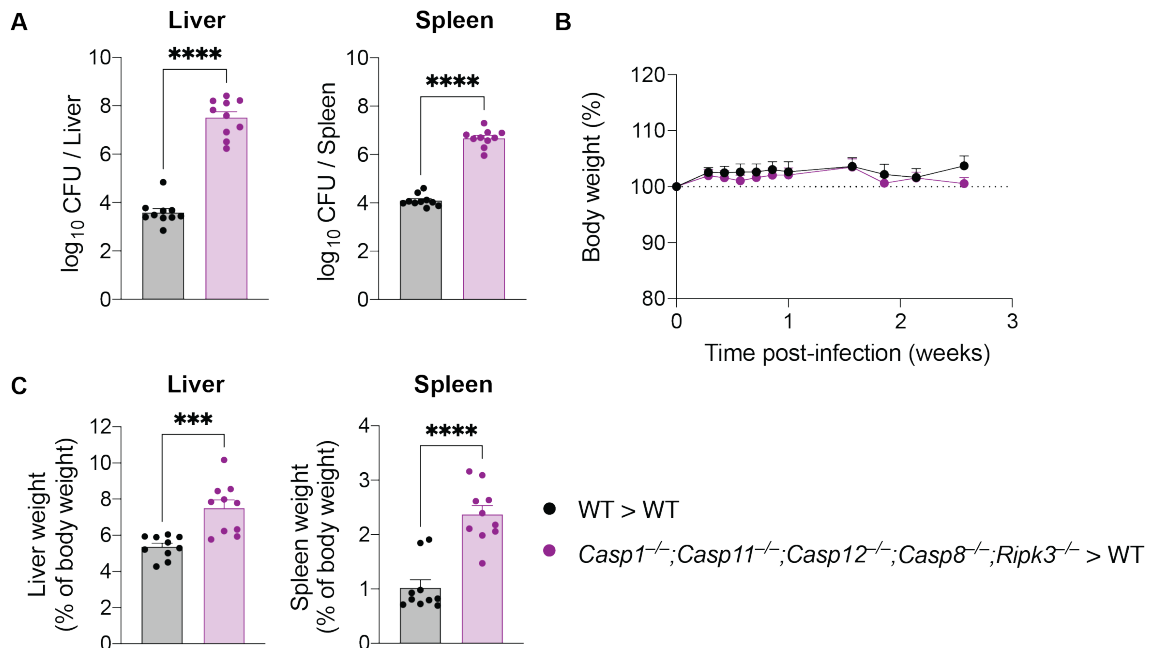 A
Liver
****
10
8
6
4
2
0
log10 CFU / Liver
Spleen
****
10
8
6
4
2
0
log10 CFU / Spleen
B
120
110
100
90
80
Body weight (%)
0
1
2
3
Time post-infection (weeks)
C
Liver
***
12
10
8
6
4
2
0
Liver weight
(% of body weight)
Spleen
****
4
3
2
1
0
Spleen weight
(% of body weight)
WT > WT
Casp1–/–;Casp11–/–;Casp12–/–;Casp8–/–;Ripk3–/– > WT